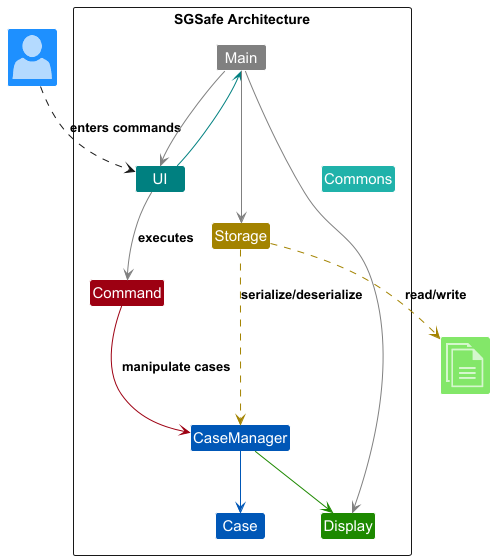 SGSafe Architecture
Main
enters commands
UI
Commons
Storage
executes
Command
serialize/deserialize
read/write
manipulate cases
CaseManager
Case
Display